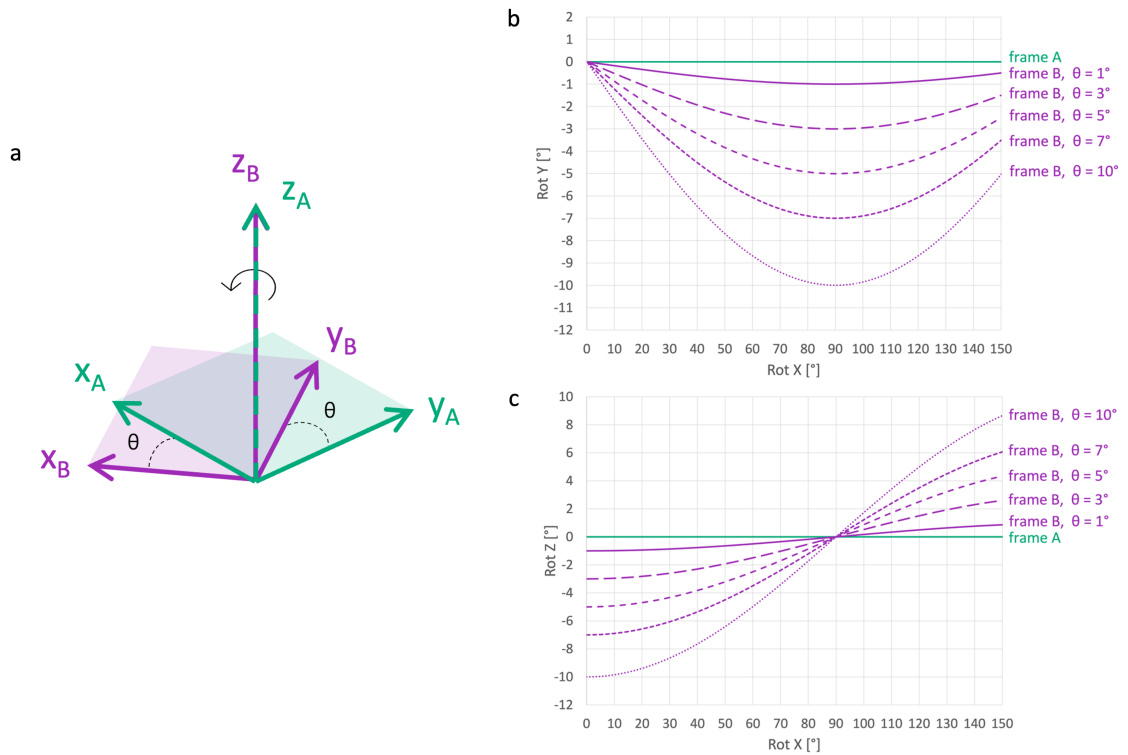 a
z_B
z_A
y_B
x_A
θ
θ
y_A
x_B
b
Rot Y [°]
2
1
0
-1
-2
-3
-4
-5
-6
-7
-8
-9
-10
-11
-12
0 10 20 30 40 50 60 70 80 90 100 110 120 130 140 150
Rot X [°]
frame A
frame B, θ = 1°
frame B, θ = 3°
frame B, θ = 5°
frame B, θ = 7°
frame B, θ = 10°
c
Rot Z [°]
10
8
6
4
2
0
-2
-4
-6
-8
-10
-12
0 10 20 30 40 50 60 70 80 90 100 110 120 130 140 150
Rot X [°]
frame B, θ = 10°
frame B, θ = 7°
frame B, θ = 5°
frame B, θ = 3°
frame B, θ = 1°
frame A